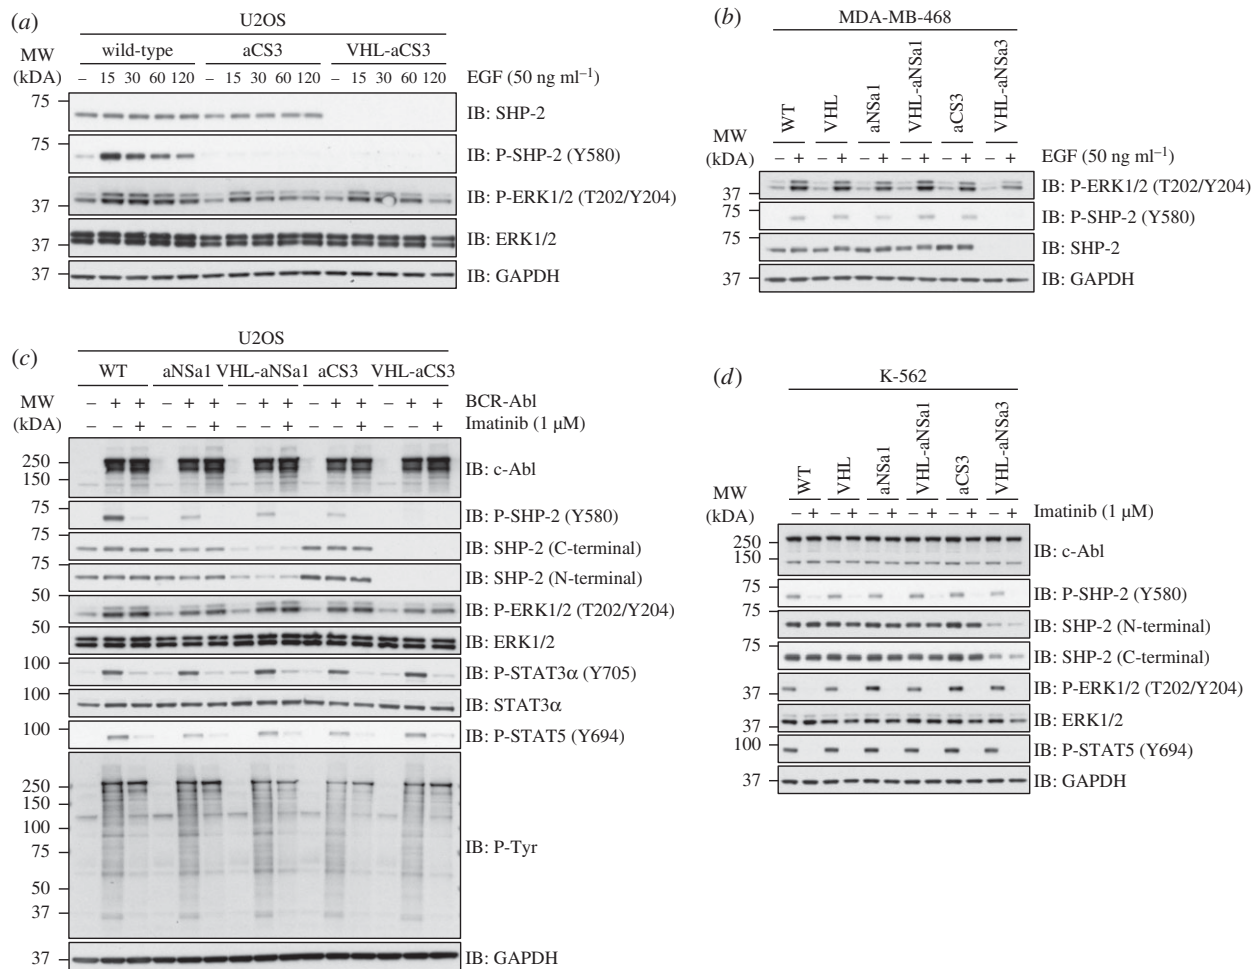 (a)
U2OS
MW
(kDA)
wild-type aCS3 VHL-aCS3
– 15 30 60 120 – 15 30 60 120 – 15 30 60 120 EGF (50 ng ml⁻¹)
75 IB: SHP-2
75 IB: P-SHP-2 (Y580)
37 IB: P-ERK1/2 (T202/Y204)
37 IB: ERK1/2
37 IB: GAPDH
(b)
MDA-MB-468
WT VHL aNSa1 VHL-aNSa1 aCS3 VHL-aNSa3
MW
(kDA)
– + – + – + – + – + – + EGF (50 ng ml⁻¹)
37 IB: P-ERK1/2 (T202/Y204)
75 IB: P-SHP-2 (Y580)
75 IB: SHP-2
37 IB: GAPDH
(c)
U2OS
WT aNSa1 VHL-aNSa1 aCS3 VHL-aCS3
MW
(kDA)
– + + – + + – + + – + + – + + BCR-Abl
– – + – – + – – + – – + – – + Imatinib (1 µM)
250
150
IB: c-Abl
75 IB: P-SHP-2 (Y580)
75 IB: SHP-2 (C-terminal)
75 IB: SHP-2 (N-terminal)
50 IB: P-ERK1/2 (T202/Y204)
50 IB: ERK1/2
100 IB: P-STAT3α (Y705)
100 IB: STAT3α
100 IB: P-STAT5 (Y694)
250
150
100
75
50
37
IB: P-Tyr
37 IB: GAPDH
(d)
K-562
WT VHL aNSa1 VHL-aNSa1 aCS3 VHL-aNSa3
MW
(kDA)
– + – + – + – + – + – + Imatinib (1 µM)
250
150
IB: c-Abl
75 IB: P-SHP-2 (Y580)
75 IB: SHP-2 (N-terminal)
75 IB: SHP-2 (C-terminal)
37 IB: P-ERK1/2 (T202/Y204)
37 IB: ERK1/2
100 IB: P-STAT5 (Y694)
37 IB: GAPDH